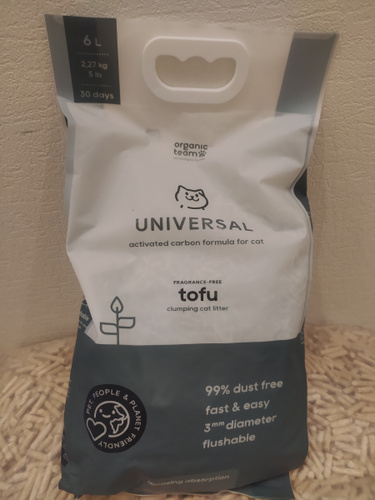 6 L
2,27 kg
5 lb
30 days
organic
team
UNIVERSAL
activated carbon formula for cat
FRAGRANCE-FREE
tofu
clumping cat litter
PET, PEOPLE & PLANET
FRIENDLY
99% dust free
fast & easy
3mm diameter
flushable
absorption